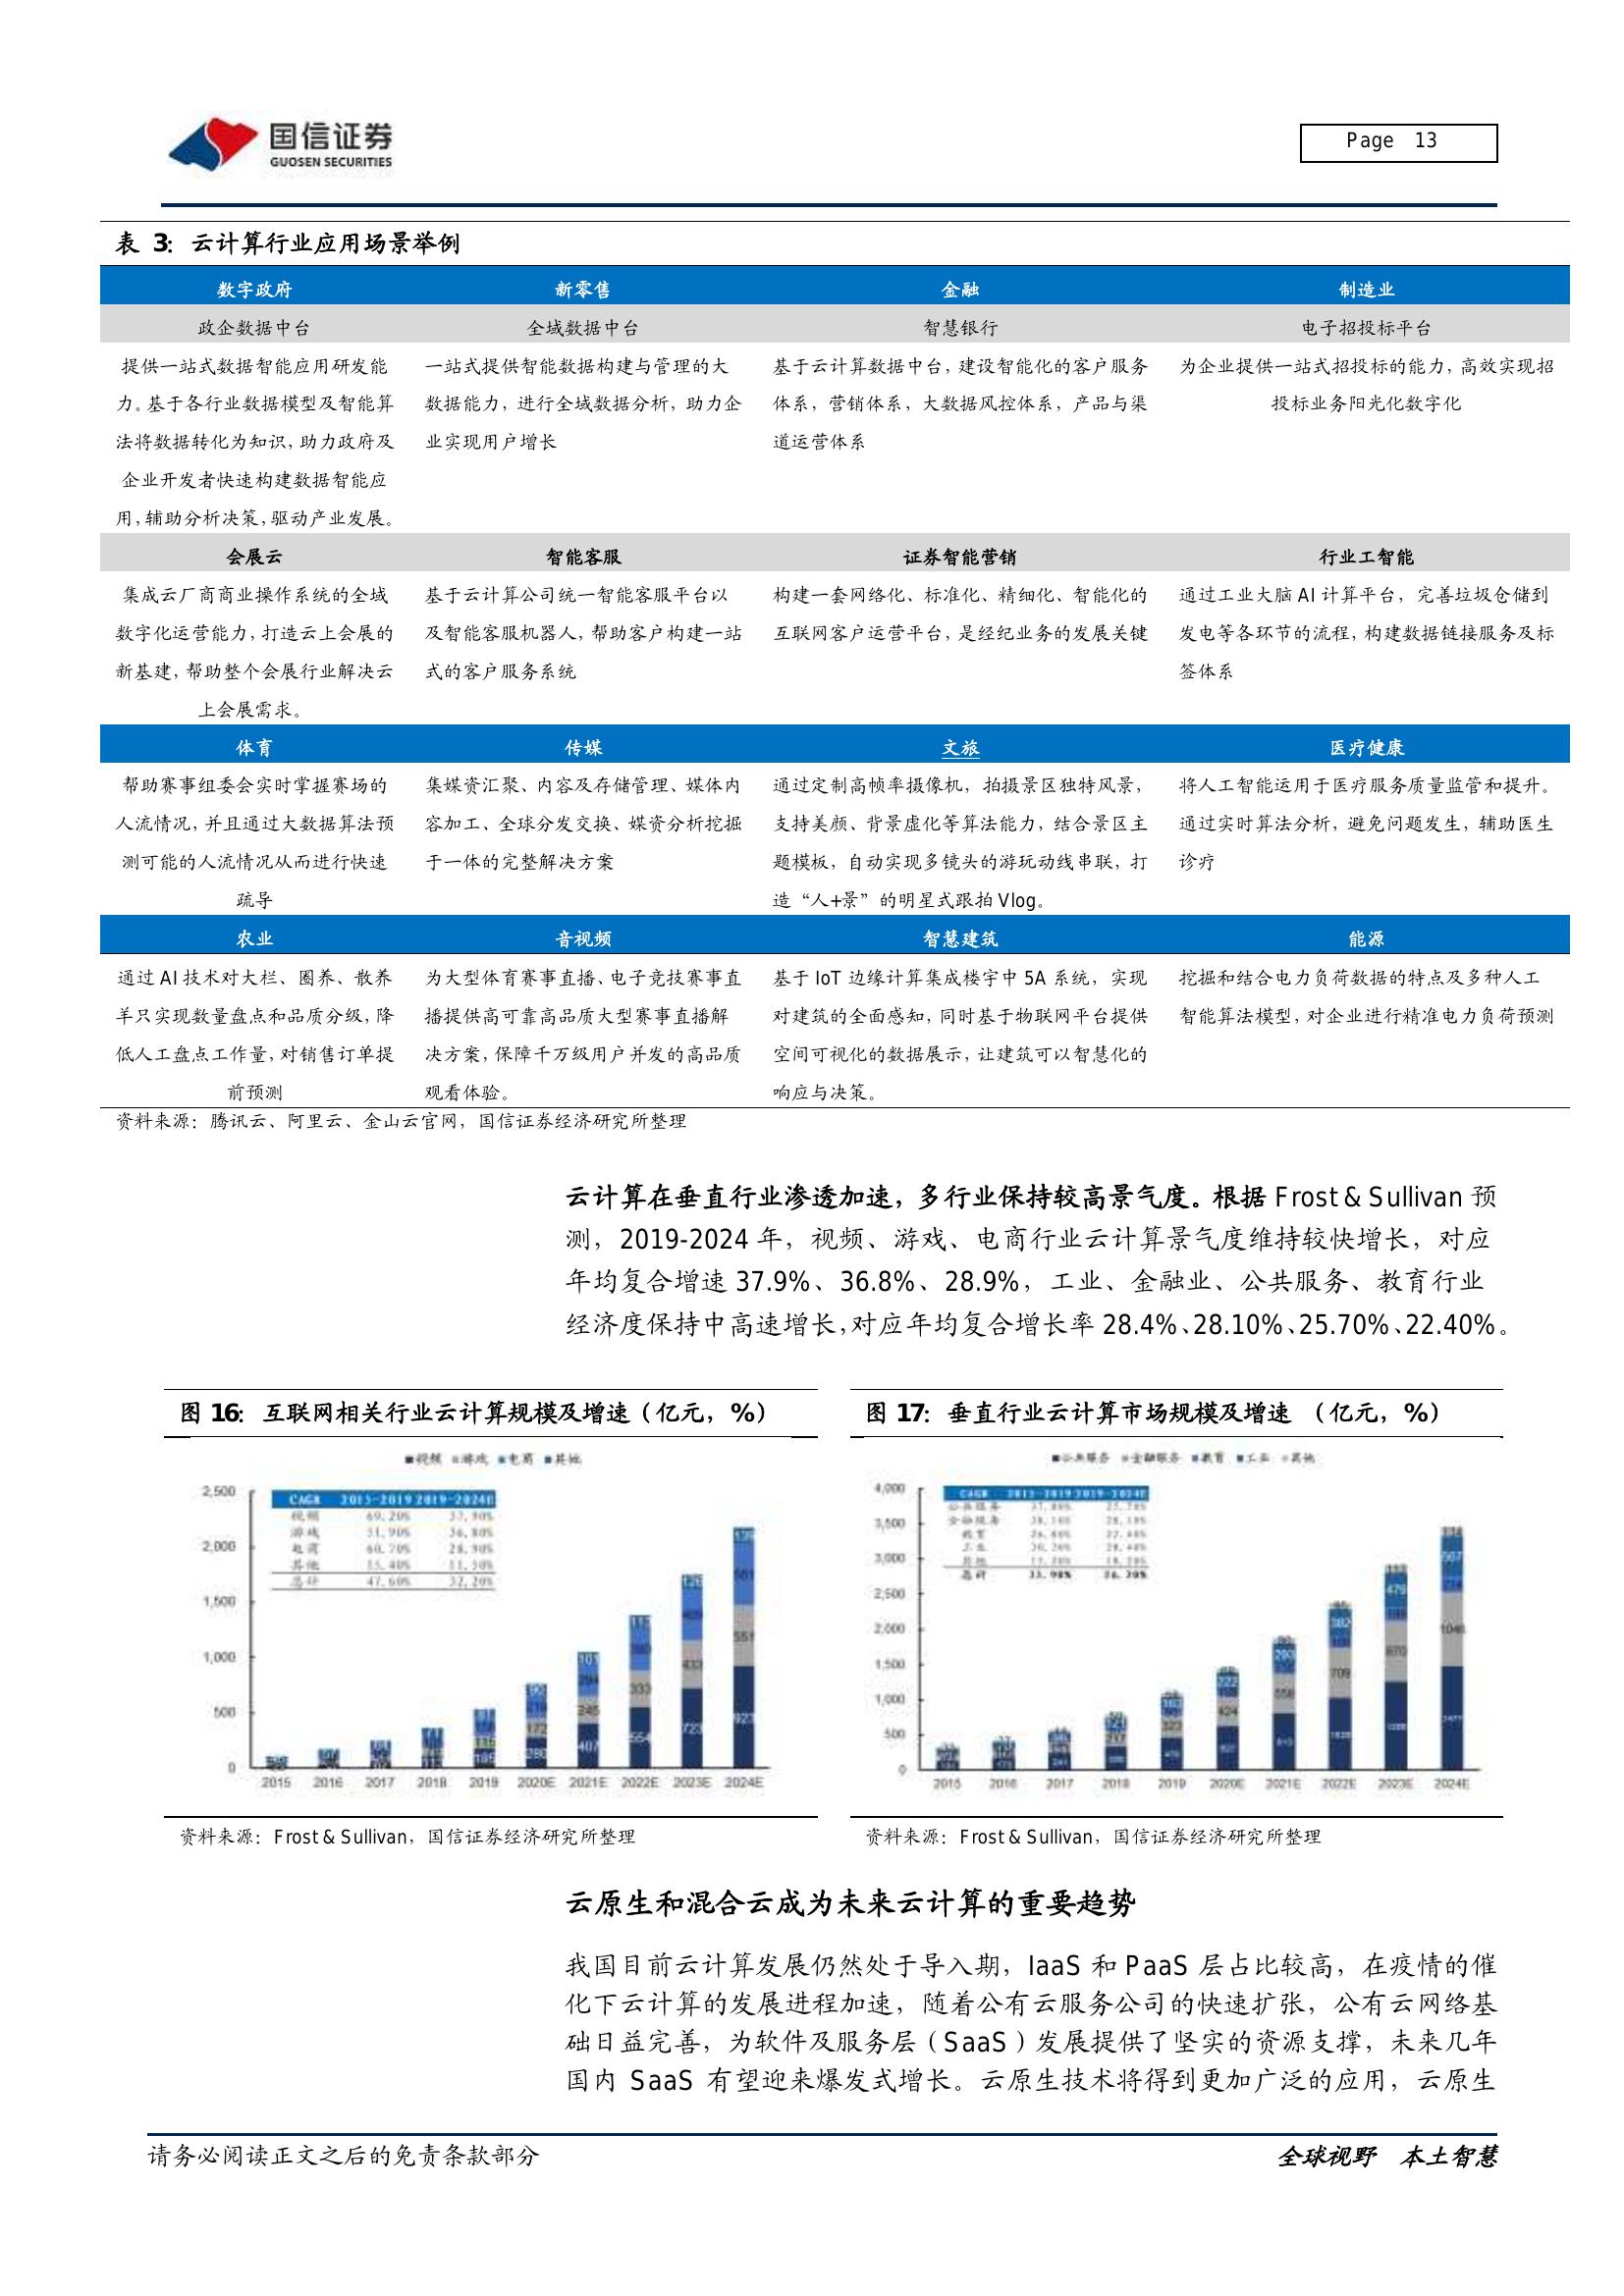 国信证券
GUOSEN SECURITIES
Page 13
表 3：云计算行业应用场景举例
数字政府 新零售 金融 制造业
政企数据中台 全域数据中台 智慧银行 电子招投标平台
提供一站式数据智能应用研发能 一站式提供智能数据构建与管理的大 基于云计算数据中台，建设智能化的客户服务 为企业提供一站式招投标的能力，高效实现招
力。基于各行业数据模型及智能算 数据能力，进行全域数据分析，助力企 体系，营销体系，大数据风控体系，产品与渠 投标业务阳光化数字化
法将数据转化为知识，助力政府及 业实现用户增长 道运营体系
企业开发者快速构建数据智能应
用，辅助分析决策，驱动产业发展。
会展云 智能客服 证券智能营销 行业工智能
集成云厂商商业操作系统的全域 基于云计算公司统一智能客服平台以 构建一套网络化、标准化、精细化、智能化的 通过工业大脑 AI 计算平台，完善垃圾仓储到
数字化运营能力，打造云上会展的 及智能客服机器人，帮助客户构建一站 互联网客户运营平台，是经纪业务的发展关键 发电等各环节的流程，构建数据链接服务及标
新基建，帮助整个会展行业解决云 式的客户服务系统 签体系
上会展需求。
体育 传媒 文旅 医疗健康
帮助赛事组委会实时掌握赛场的 集媒资汇聚、内容及存储管理、媒体内 通过定制高帧率摄像机，拍摄景区独特风景， 将人工智能运用于医疗服务质量监管和提升。
人流情况，并且通过大数据算法预 容加工、全球分发交换、媒资分析挖掘 支持美颜、背景虚化等算法能力，结合景区主 通过实时算法分析，避免问题发生，辅助医生
测可能的人流情况从而进行快速 于一体的完整解决方案 题模板，自动实现多镜头的游玩动线串联，打 诊疗
疏导 造“人+景”的明星式跟拍 Vlog。
农业 音视频 智慧建筑 能源
通过 AI 技术对大栏、圈养、散养 为大型体育赛事直播、电子竞技赛事直 基于 IoT 边缘计算集成楼宇中 5A 系统，实现 挖掘和结合电力负荷数据的特点及多种人工
羊只实现数量盘点和品质分级，降 播提供高可靠高品质大型赛事直播解 对建筑的全面感知，同时基于物联网平台提供 智能算法模型，对企业进行精准电力负荷预测
低人工盘点工作量，对销售订单提 决方案，保障千万级用户并发的高品质 空间可视化的数据展示，让建筑可以智慧化的
前预测 观看体验。 响应与决策。
资料来源：腾讯云、阿里云、金山云官网，国信证券经济研究所整理
云计算在垂直行业渗透加速，多行业保持较高景气度。根据 Frost & Sullivan 预
测，2019-2024 年，视频、游戏、电商行业云计算景气度维持较快增长，对应
年均复合增速 37.9%、36.8%、28.9%，工业、金融业、公共服务、教育行业
经济度保持中高速增长，对应年均复合增长率 28.4%、28.10%、25.70%、22.40%。
图 16：互联网相关行业云计算规模及增速（亿元，%）
视频 游戏 电商 其他
CAGR 2015-2019 2019-2024E
视频 69.20% 37.90%
游戏 51.90% 36.80%
电商 60.70% 28.90%
其他 15.40% 11.30%
总计 47.60% 32.20%
2,500
2,000
1,500
1,000
500
0
185 280 407 554 723 923
172 245 333 433 551
2015 2016 2017 2018 2019 2020E 2021E 2022E 2023E 2024E
资料来源：Frost & Sullivan，国信证券经济研究所整理
图 17：垂直行业云计算市场规模及增速 （亿元，%）
公共服务 金融服务 教育 工业 其他
CAGR 2015-2019 2019-2024E
总计 33.90% 26.20%
4,000
3,500
3,000
2,500
2,000
1,500
1,000
500
0
323 424 556 709 870 1046
2015 2016 2017 2018 2019 2020E 2021E 2022E 2023E 2024E
资料来源：Frost & Sullivan，国信证券经济研究所整理
云原生和混合云成为未来云计算的重要趋势
我国目前云计算发展仍然处于导入期，IaaS 和 PaaS 层占比较高，在疫情的催
化下云计算的发展进程加速，随着公有云服务公司的快速扩张，公有云网络基
础日益完善，为软件及服务层（SaaS）发展提供了坚实的资源支撑，未来几年
国内 SaaS 有望迎来爆发式增长。云原生技术将得到更加广泛的应用，云原生
请务必阅读正文之后的免责条款部分
全球视野 本土智慧